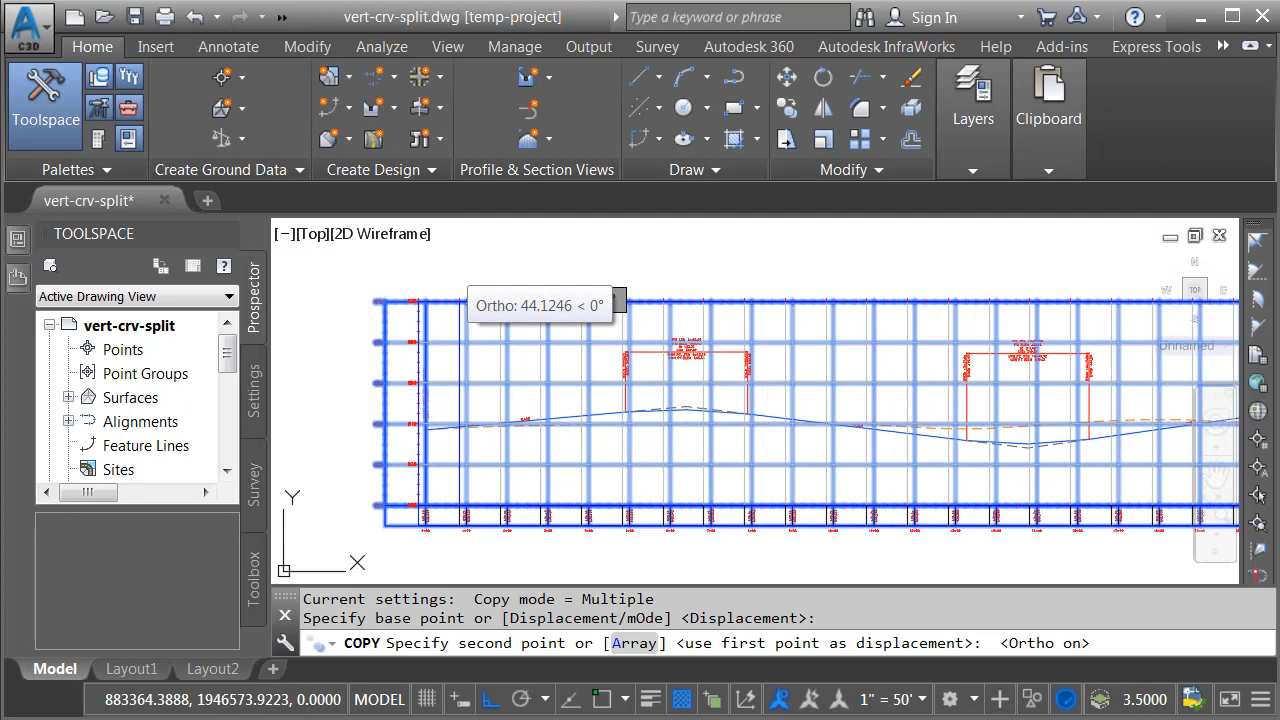 C3D
vert-crv-split.dwg [temp-project]
Type a keyword or phrase
Sign In
Home
Insert
Annotate
Modify
Analyze
View
Manage
Output
Survey
Autodesk 360
Autodesk InfraWorks
Help
Add-ins
Express Tools
Toolspace
Layers
Clipboard
Palettes
Create Ground Data
Create Design
Profile & Section Views
Draw
Modify
vert-crv-split*
TOOLSPACE
Active Drawing View
vert-crv-split
Points
Point Groups
Surfaces
Alignments
Feature Lines
Sites
Prospector
Settings
Survey
Toolbox
[−][Top][2D Wireframe]
N
W
TOP
E
Unnamed
Ortho: 44.1246 < 0°
Y
X
Current settings:  Copy mode = Multiple
Specify base point or [Displacement/mOde] <Displacement>:
COPY Specify second point or [Array] <use first point as displacement>:  <Ortho on>
Model
Layout1
Layout2
883364.3888, 1946573.9223, 0.0000
MODEL
1" = 50'
3.5000